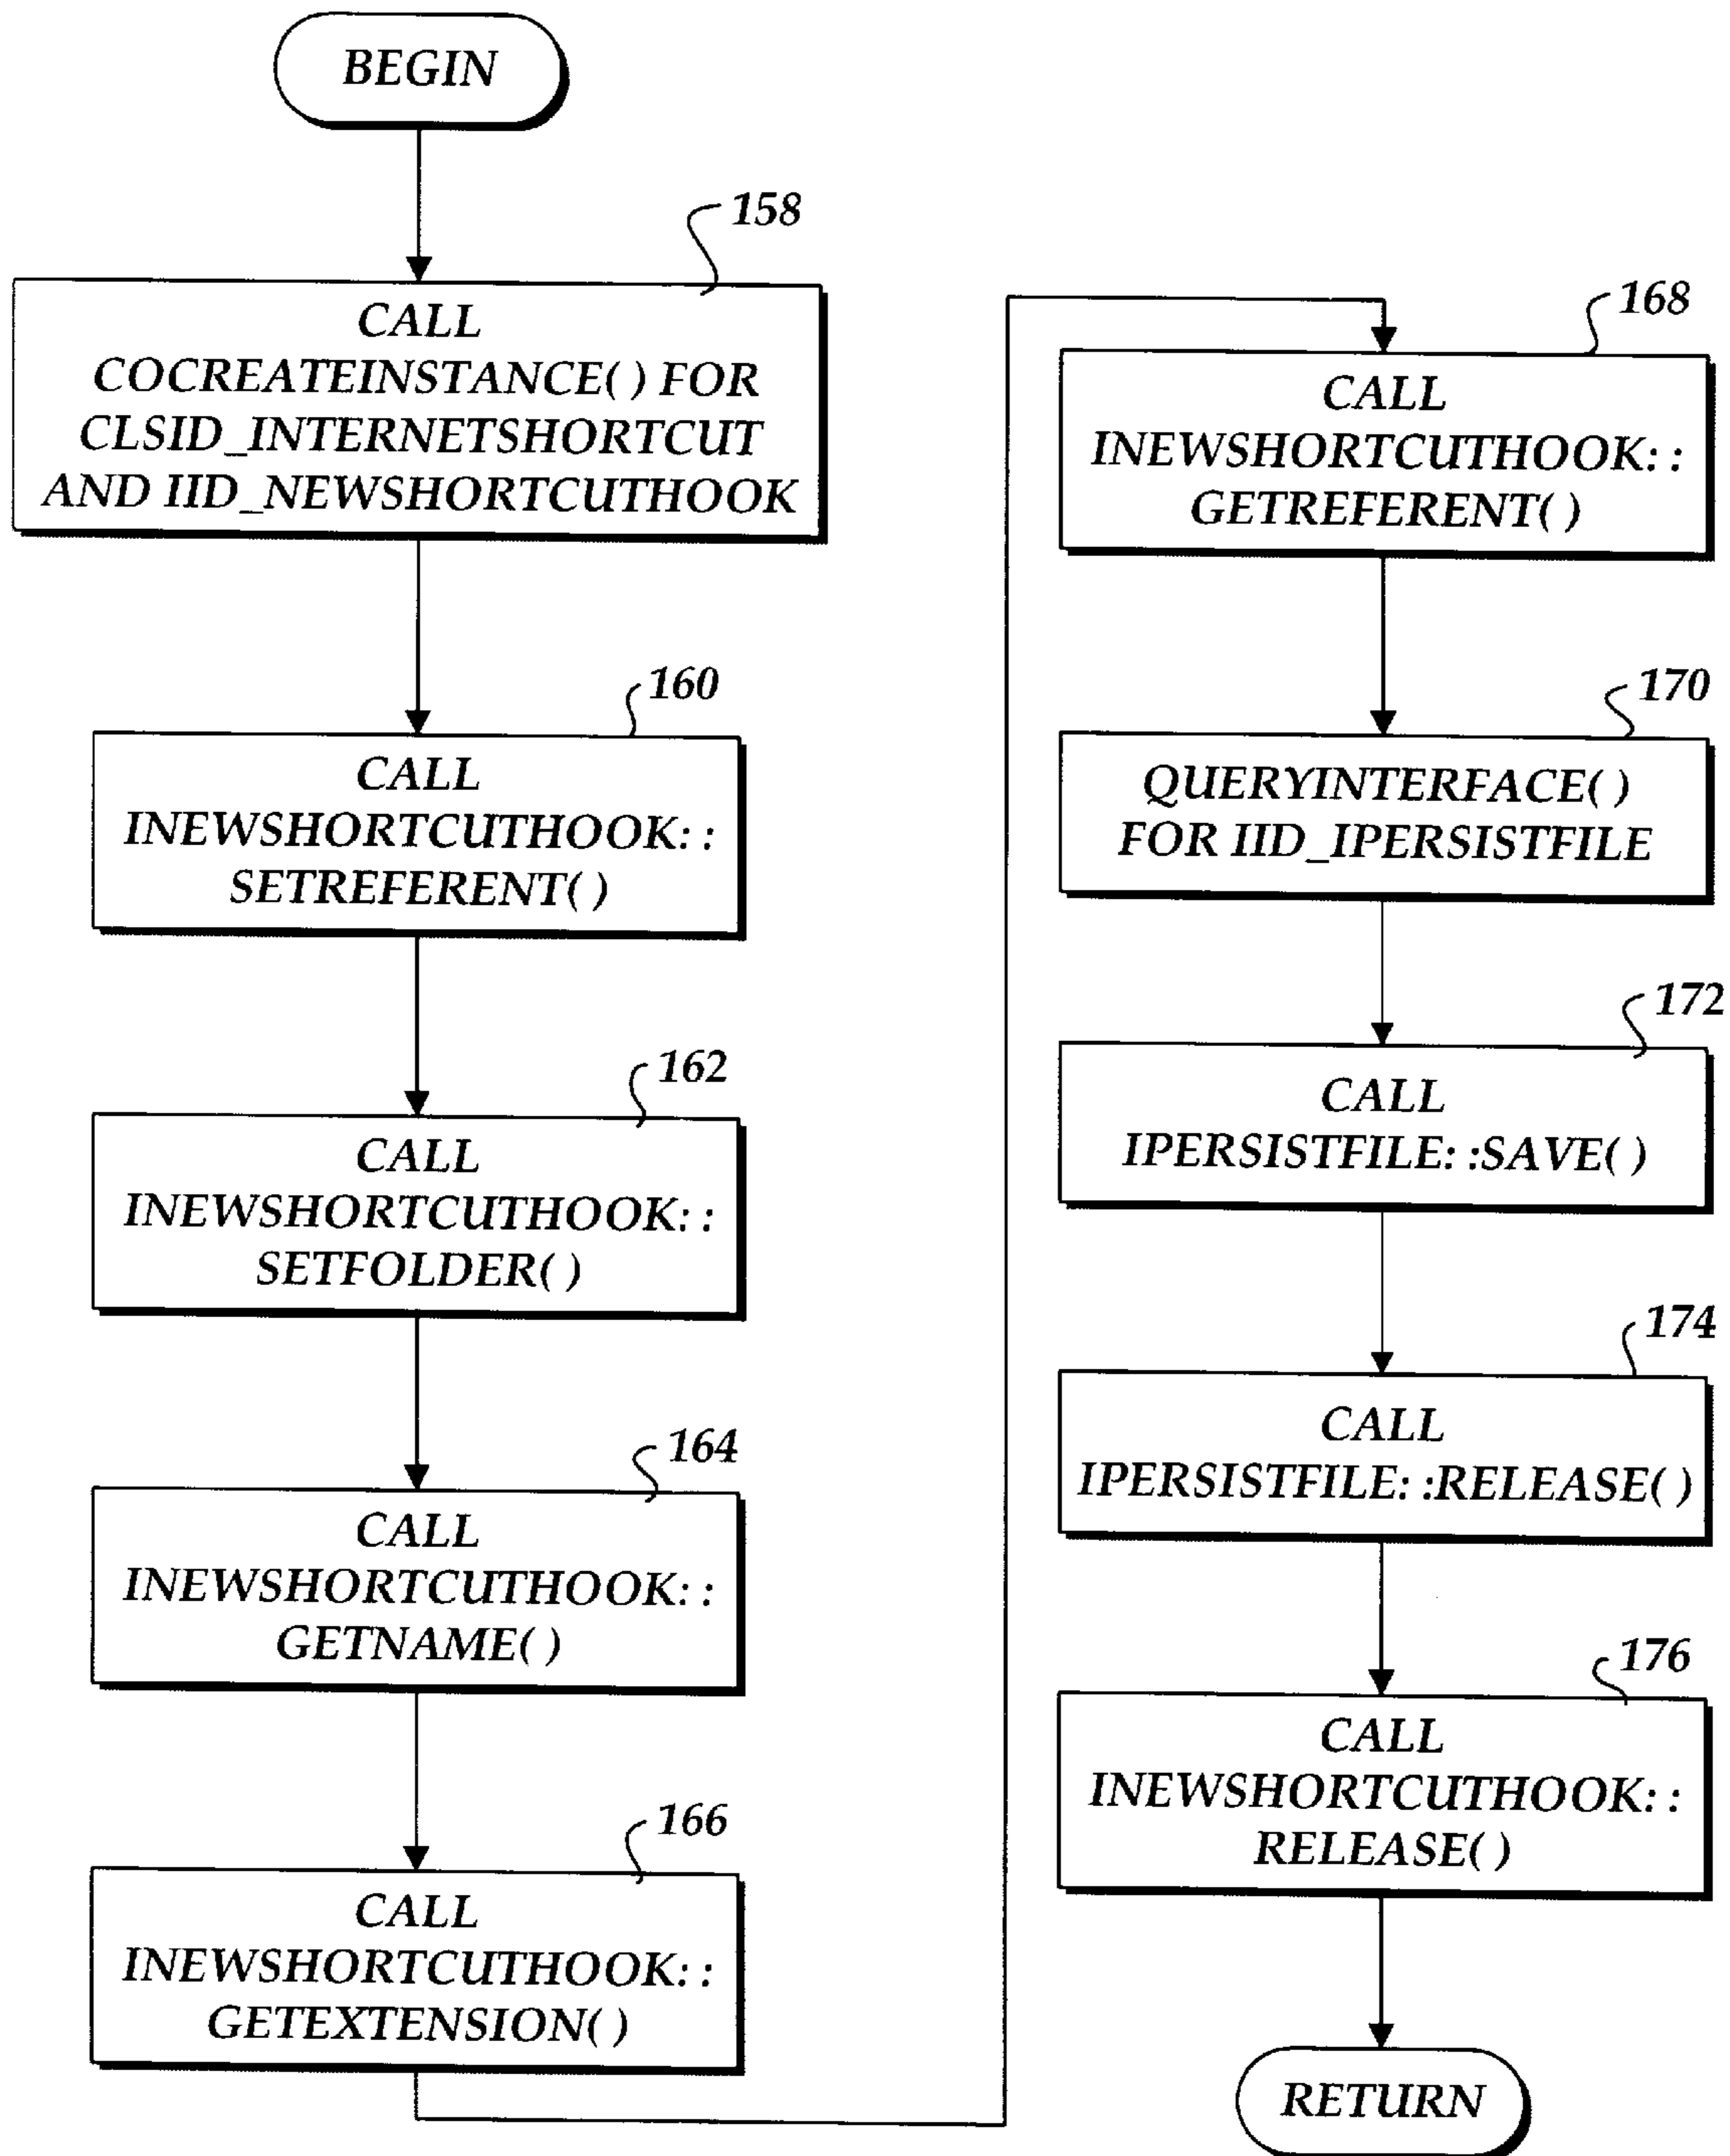 BEGIN
158
CALL
COCREATEINSTANCE( ) FOR
CLSID_INTERNETSHORTCUT
AND IID_NEWSHORTCUTHOOK
160
CALL
INEWSHORTCUTHOOK: :
SETREFERENT( )
162
CALL
INEWSHORTCUTHOOK: :
SETFOLDER( )
164
CALL
INEWSHORTCUTHOOK: :
GETNAME( )
166
CALL
INEWSHORTCUTHOOK: :
GETEXTENSION( )
168
CALL
INEWSHORTCUTHOOK: :
GETREFERENT( )
170
QUERYINTERFACE( )
FOR IID_IPERSISTFILE
172
CALL
IPERSISTFILE: :SAVE( )
174
CALL
IPERSISTFILE: :RELEASE( )
176
CALL
INEWSHORTCUTHOOK: :
RELEASE( )
RETURN